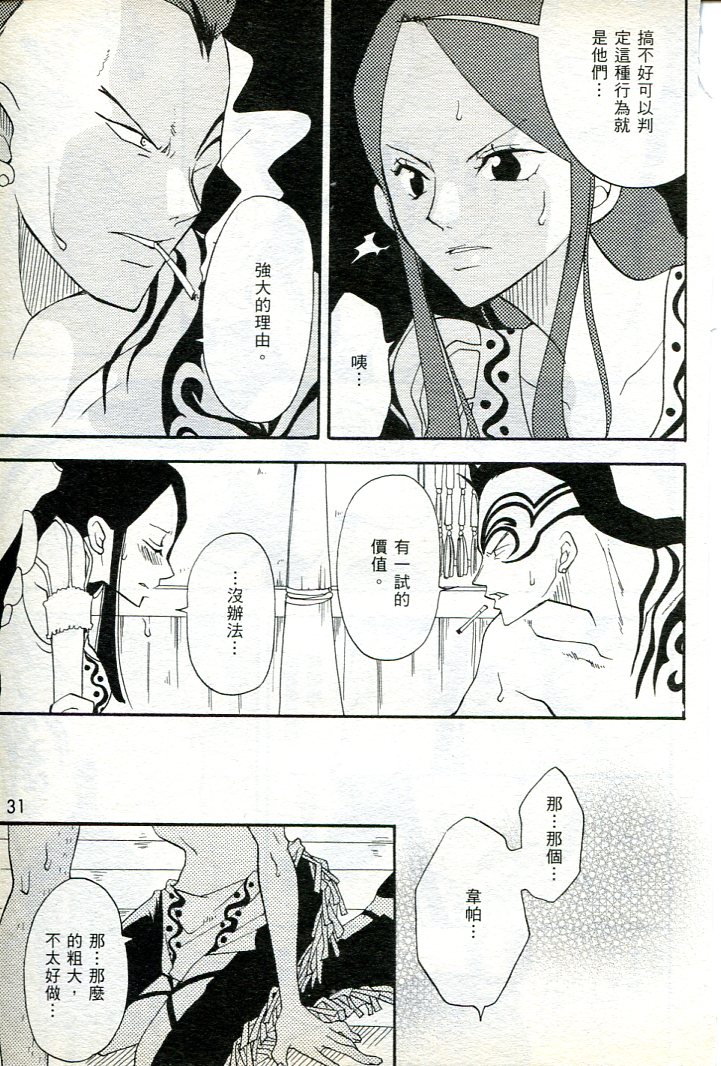 搞不好可以判
定這種行為就
是他們…
咦…
強大的理由。
有一試的
價值。
…沒辦法…
那…那個…
韋帕…
那…那麼
的粗大，
不太好做…
31